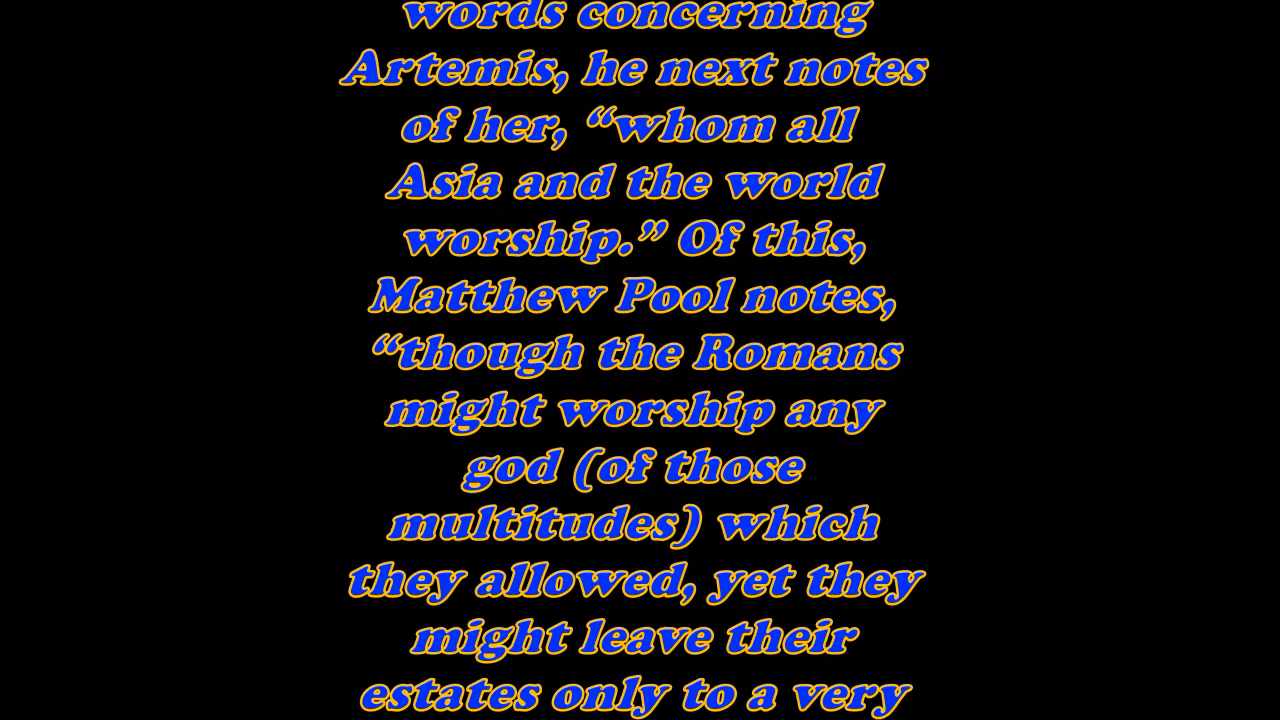 words concerning
Artemis, he next notes
of her, “whom all
Asia and the world
worship.” Of this,
Matthew Pool notes,
“though the Romans
might worship any
god (of those
multitudes) which
they allowed, yet they
might leave their
estates only to a very